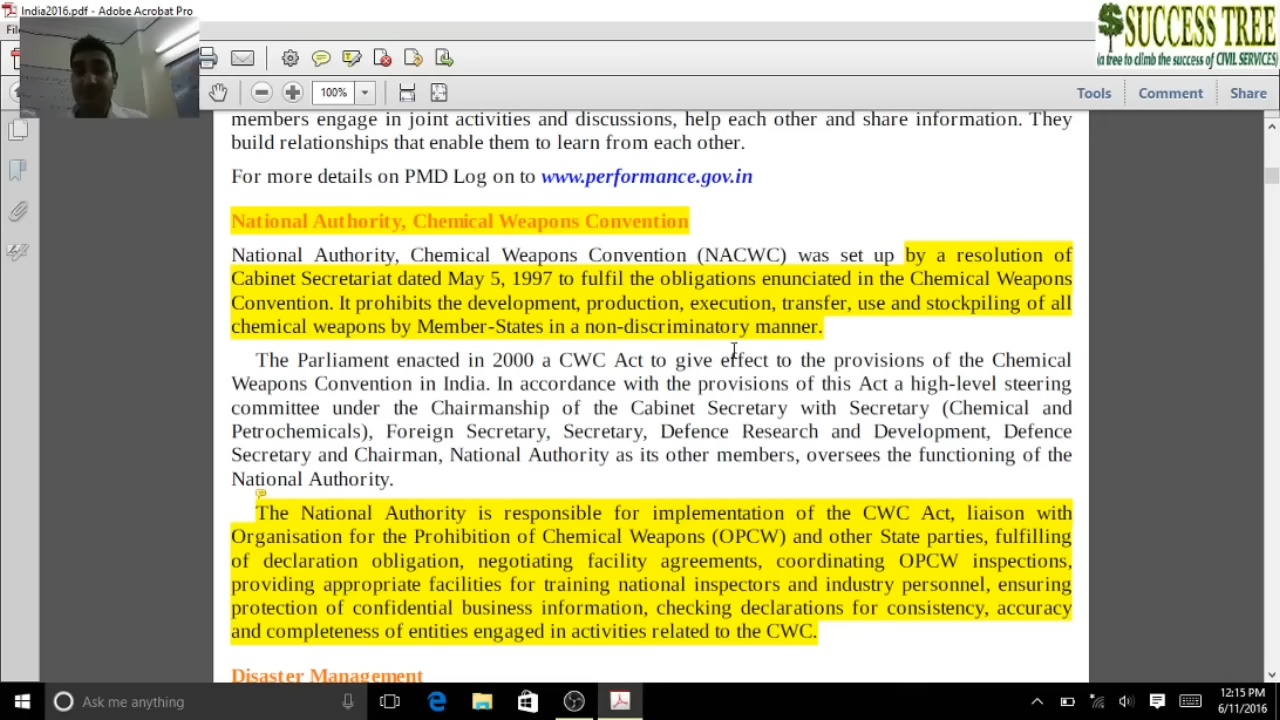 India2016.pdf - Adobe Acrobat Pro
SUCCESS TREE
(a tree to climb the success of CIVIL SERVICES)
100%
Tools
Comment
Share
members engage in joint activities and discussions, help each other and share information. They
build relationships that enable them to learn from each other.
For more details on PMD Log on to www.performance.gov.in
National Authority, Chemical Weapons Convention
National Authority, Chemical Weapons Convention (NACWC) was set up by a resolution of
Cabinet Secretariat dated May 5, 1997 to fulfil the obligations enunciated in the Chemical Weapons
Convention. It prohibits the development, production, execution, transfer, use and stockpiling of all
chemical weapons by Member-States in a non-discriminatory manner.
The Parliament enacted in 2000 a CWC Act to give effect to the provisions of the Chemical
Weapons Convention in India. In accordance with the provisions of this Act a high-level steering
committee under the Chairmanship of the Cabinet Secretary with Secretary (Chemical and
Petrochemicals), Foreign Secretary, Secretary, Defence Research and Development, Defence
Secretary and Chairman, National Authority as its other members, oversees the functioning of the
National Authority.
The National Authority is responsible for implementation of the CWC Act, liaison with
Organisation for the Prohibition of Chemical Weapons (OPCW) and other State parties, fulfilling
of declaration obligation, negotiating facility agreements, coordinating OPCW inspections,
providing appropriate facilities for training national inspectors and industry personnel, ensuring
protection of confidential business information, checking declarations for consistency, accuracy
and completeness of entities engaged in activities related to the CWC.
Disaster Management
Ask me anything
12:15 PM
6/11/2016